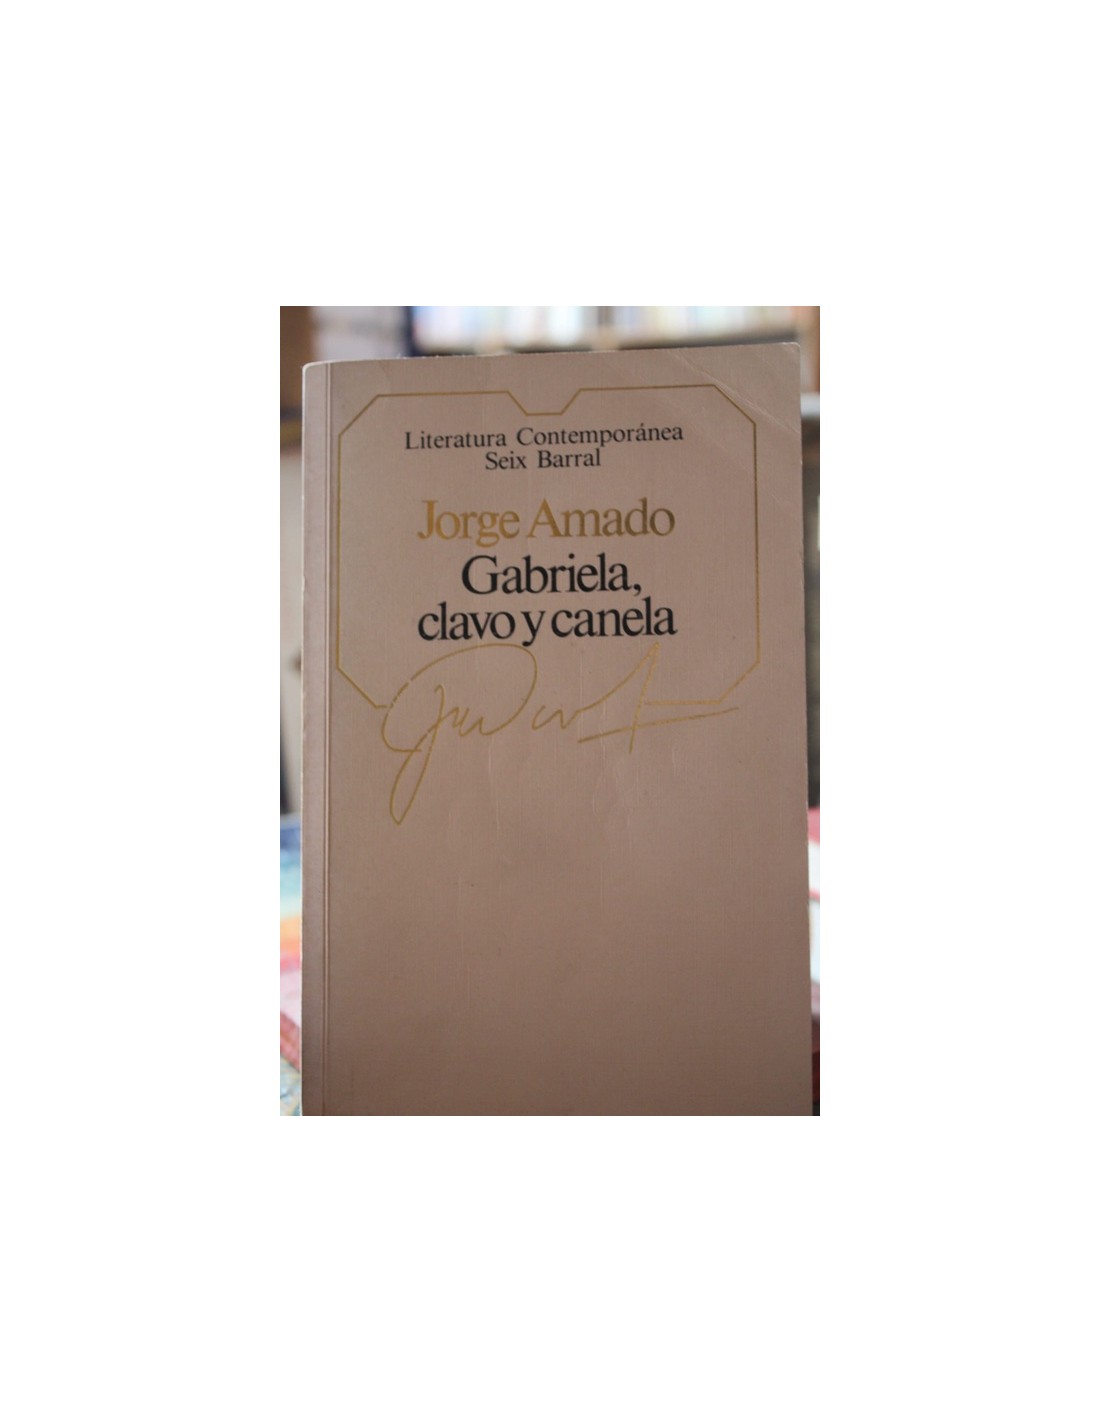 Literatura Contemporánea
Seix Barral
Jorge Amado
Gabriela,
clavo y canela